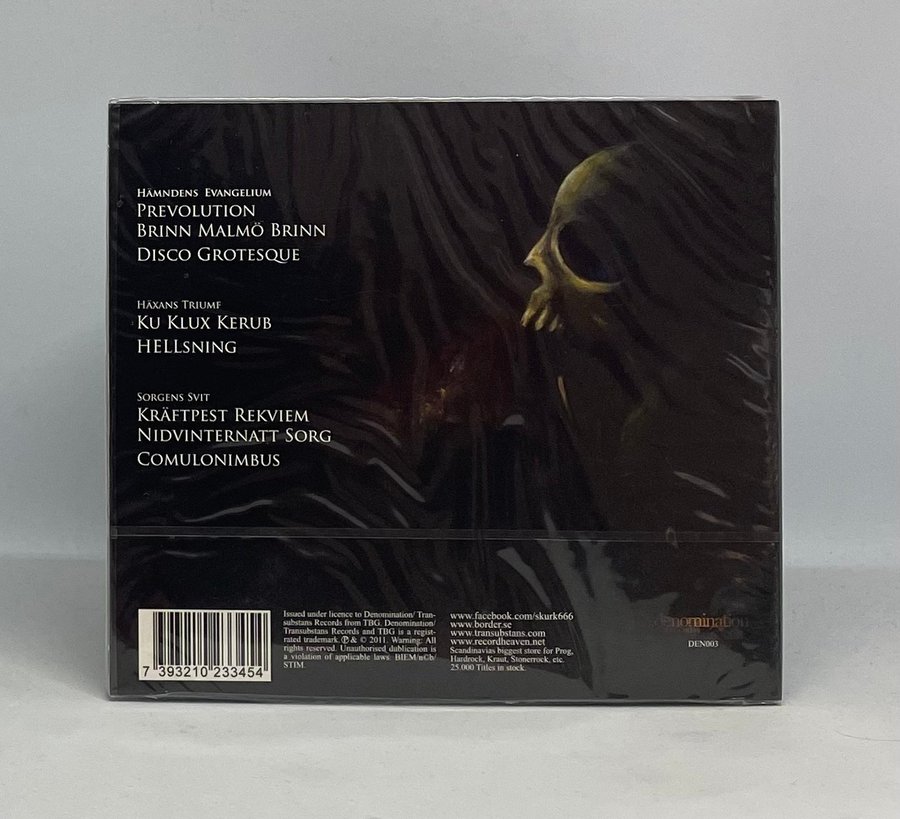 HÄMNDENS EVANGELIUM
PREVOLUTION
BRINN MALMÖ BRINN
DISCO GROTESQUE
HÄXANS TRIUMF
KU KLUX KERUB
HELLSNING
SORGENS SVIT
KRÄFTPEST REKVIEM
NIDVINTERNATT SORG
COMULONIMBUS
7 393210 233454
Issued under licence to Denomination/ Tran-
substans Records from TBG. Denomination/
Transubstans Records and TBG is a regist-
rated trademark. ℗ & © 2011. Warning: All
rights reserved. Unauthorised dublication is
a violation of applicable laws. BIEM/nCb/
STIM.
www.facebook.com/skurk666
www.border.se
www.transubstans.com
www.recordheaven.net
Scandinavias biggest store for Prog,
Hardrock, Kraut, Stonerrock, etc.
25.000 Titles in stock.
denomination
DEN003